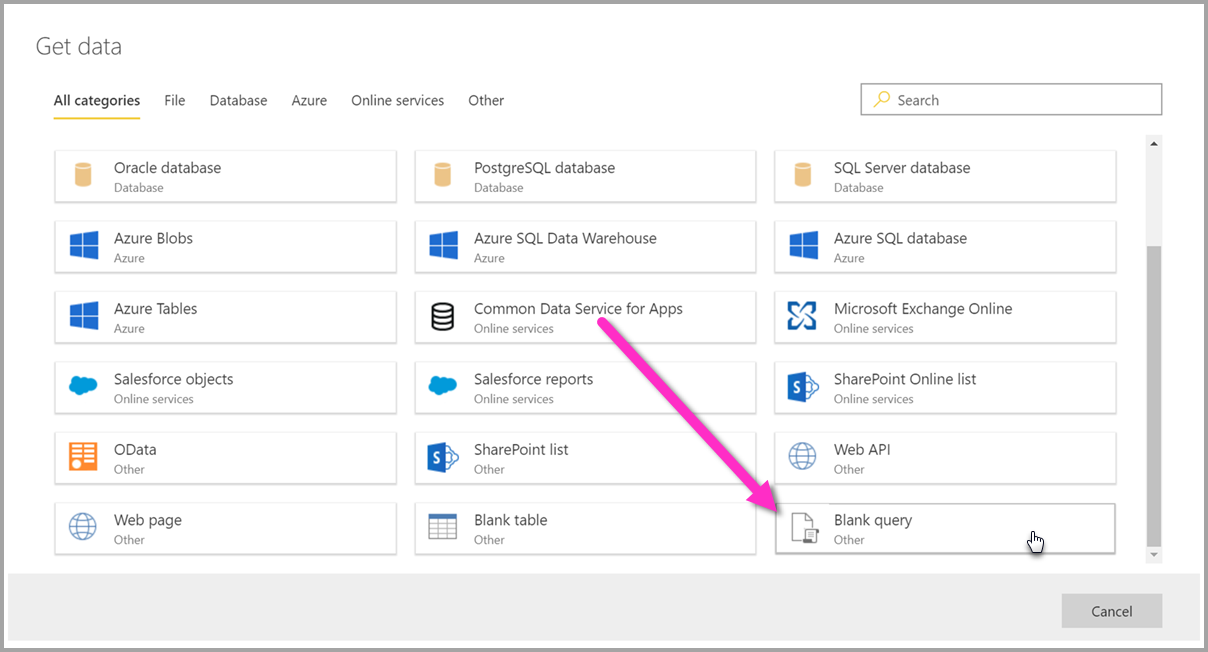 Get data
All categories File Database Azure Online services Other
Search
Oracle database
Database
PostgreSQL database
Database
SQL Server database
Database
Azure Blobs
Azure
Azure SQL Data Warehouse
Azure
Azure SQL database
Azure
Azure Tables
Azure
Common Data Service for Apps
Online services
Microsoft Exchange Online
Online services
Salesforce objects
Online services
Salesforce reports
Online services
SharePoint Online list
Online services
OData
Other
SharePoint list
Other
Web API
Other
Web page
Other
Blank table
Other
Blank query
Other
Cancel